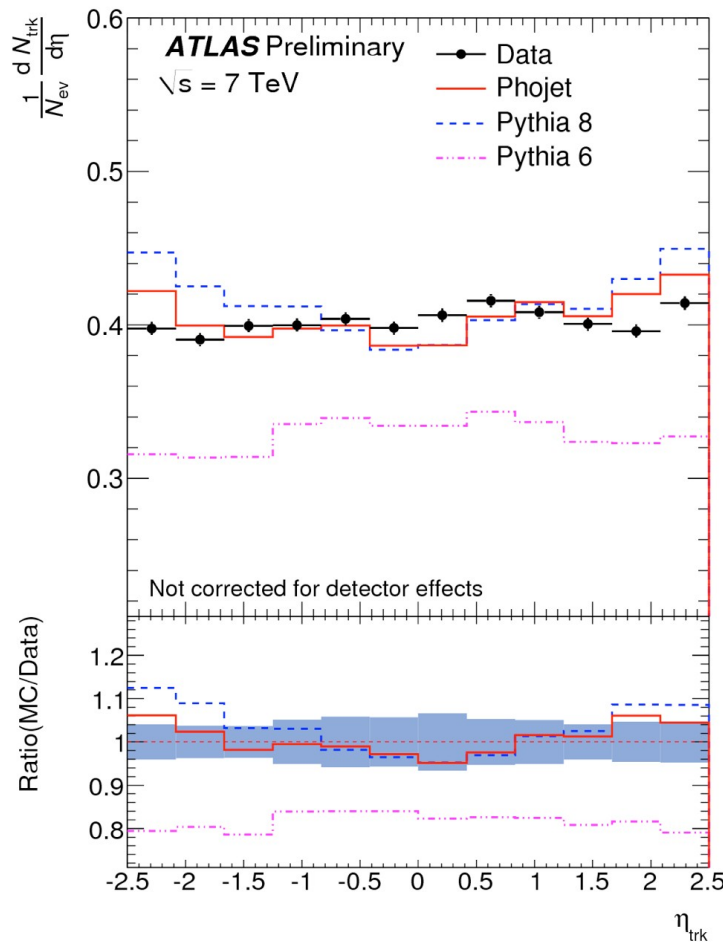 1/N_ev d N_trk/dη
0.6
0.5
0.4
0.3
ATLAS Preliminary
√s = 7 TeV
Data
Phojet
Pythia 8
Pythia 6
Not corrected for detector effects
Ratio(MC/Data)
1.2
1.1
1
0.9
0.8
-2.5 -2 -1.5 -1 -0.5 0 0.5 1 1.5 2 2.5
η_trk